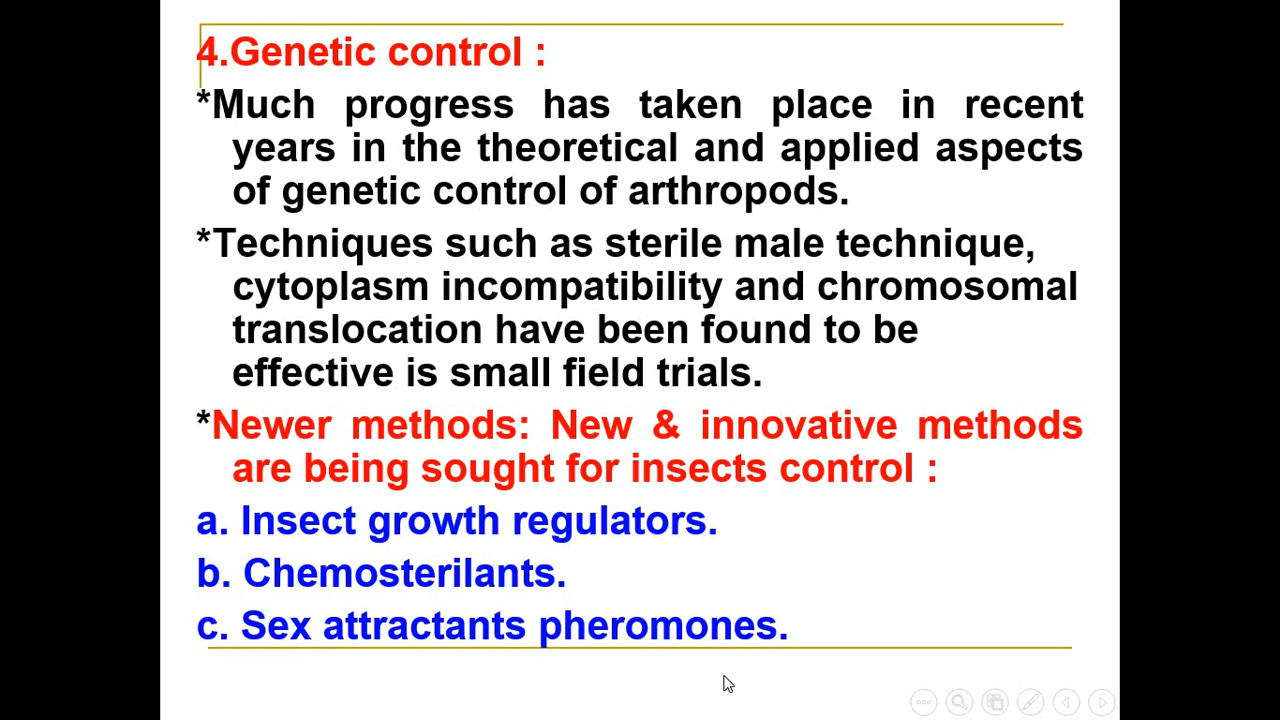 4.Genetic control :
*Much progress has taken place in recent
years in the theoretical and applied aspects
of genetic control of arthropods.
*Techniques such as sterile male technique,
cytoplasm incompatibility and chromosomal
translocation have been found to be
effective is small field trials.
*Newer methods: New & innovative methods
are being sought for insects control :
a. Insect growth regulators.
b. Chemosterilants.
c. Sex attractants pheromones.